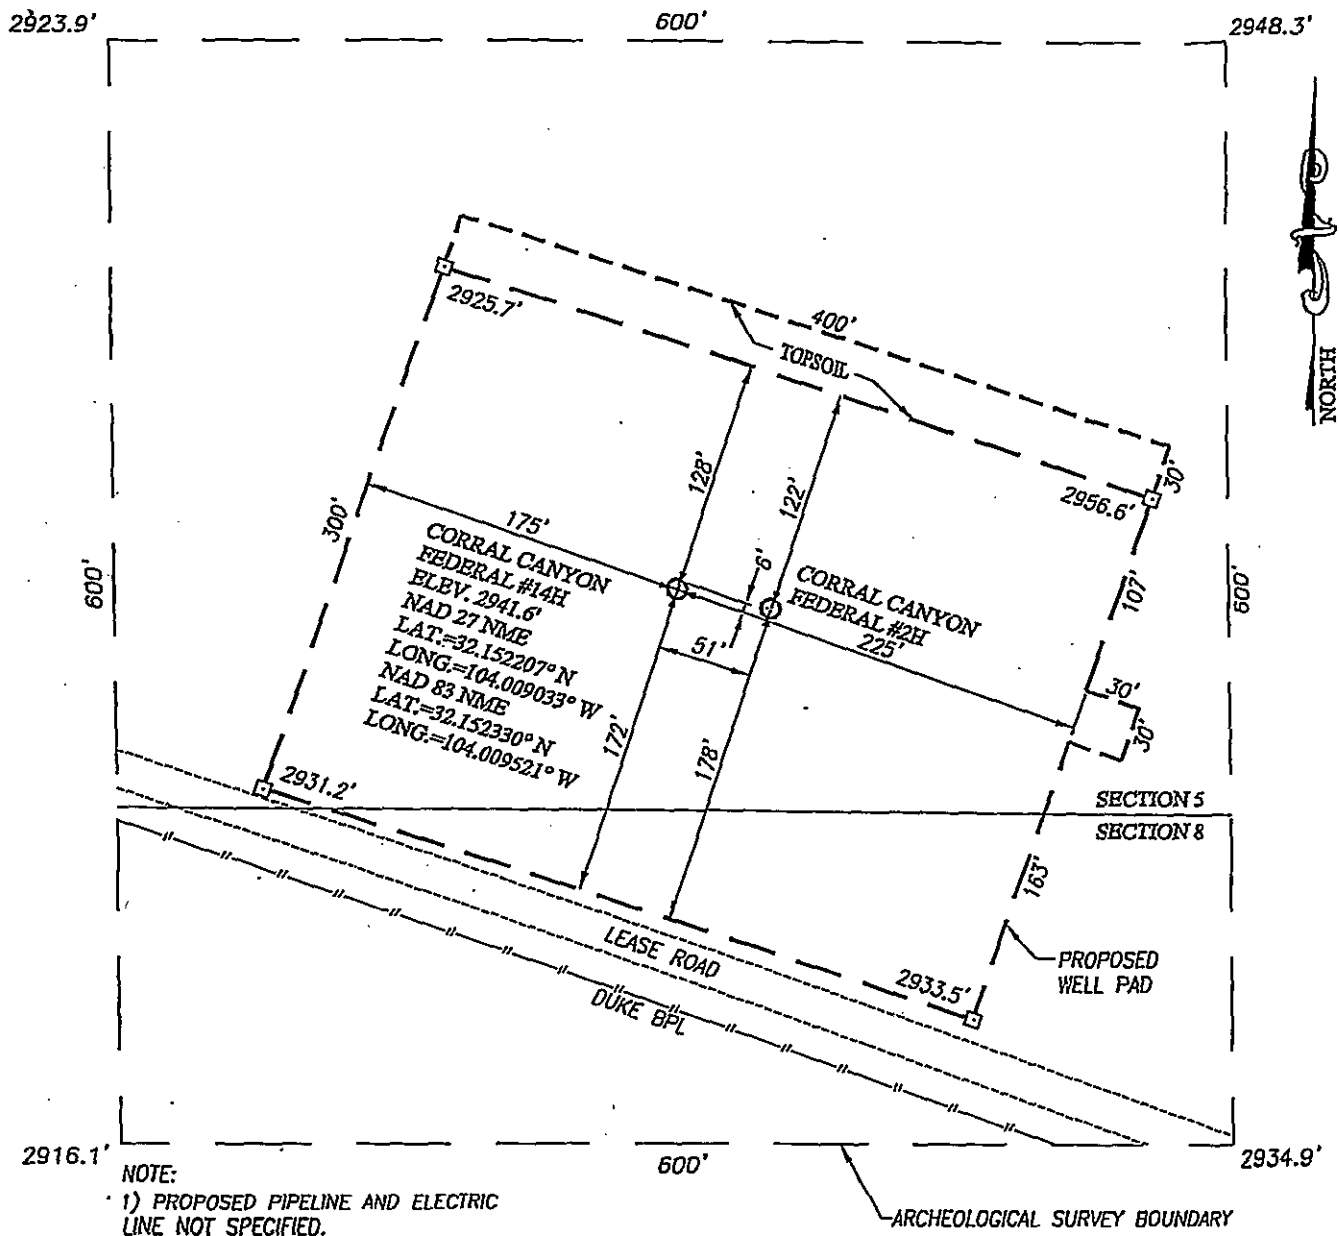 2923.9'
600'
2948.3'
NORTH
2925.7'
400'
TOPSOIL
30'
2956.6'
128'
122'
300'
175'
6'
107'
CORRAL CANYON
FEDERAL #14H
ELEV. 2941.6'
NAD 27 NME
LAT.=32.152207° N
LONG.=104.009033° W
NAD 83 NME
LAT.=32.152330° N
LONG.=104.009521° W
CORRAL CANYON
FEDERAL #2H
225'
51'
600'
600'
30'
30'
172'
178'
2931.2'
SECTION 5
SECTION 8
163'
LEASE ROAD
DUKE BPL
2933.5'
PROPOSED
WELL PAD
2916.1'
600'
2934.9'
NOTE:
1) PROPOSED PIPELINE AND ELECTRIC
LINE NOT SPECIFIED.
ARCHEOLOGICAL SURVEY BOUNDARY